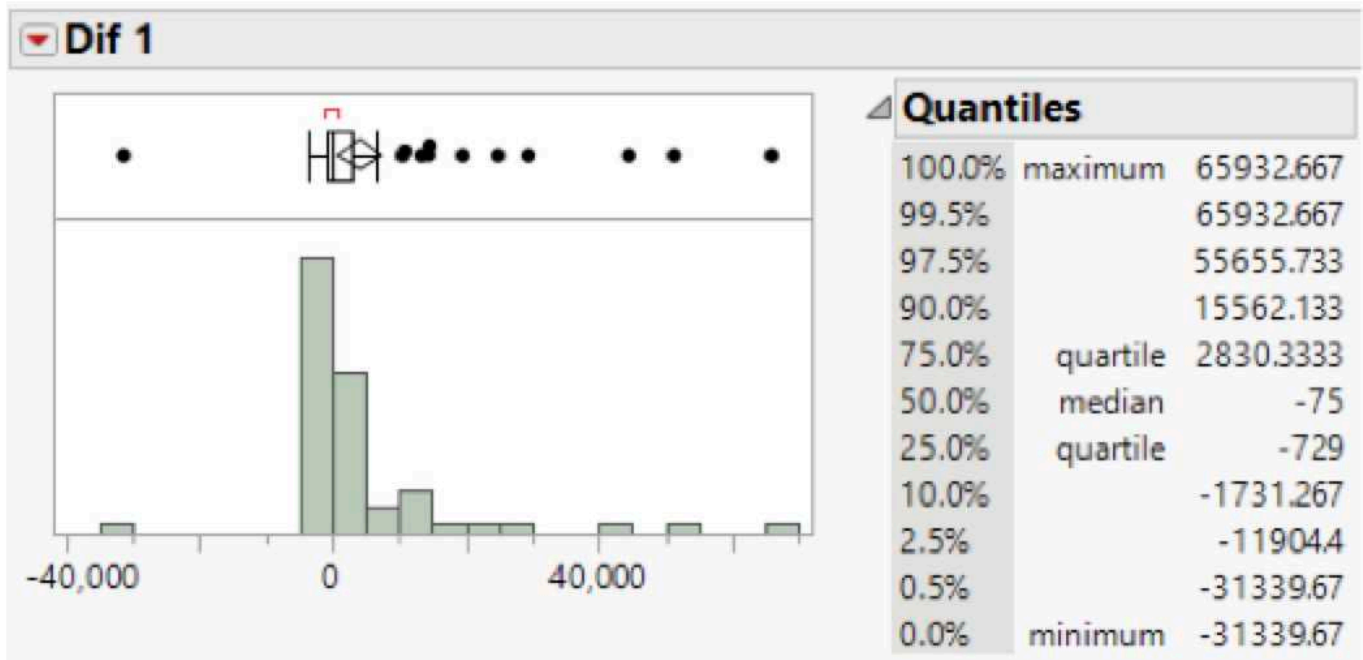 Dif 1
Quantiles
100.0% maximum 65932.667
99.5% 65932.667
97.5% 55655.733
90.0% 15562.133
75.0% quartile 2830.3333
50.0% median -75
25.0% quartile -729
10.0% -1731.267
2.5% -11904.4
0.5% -31339.67
0.0% minimum -31339.67
-40,000 0 40,000